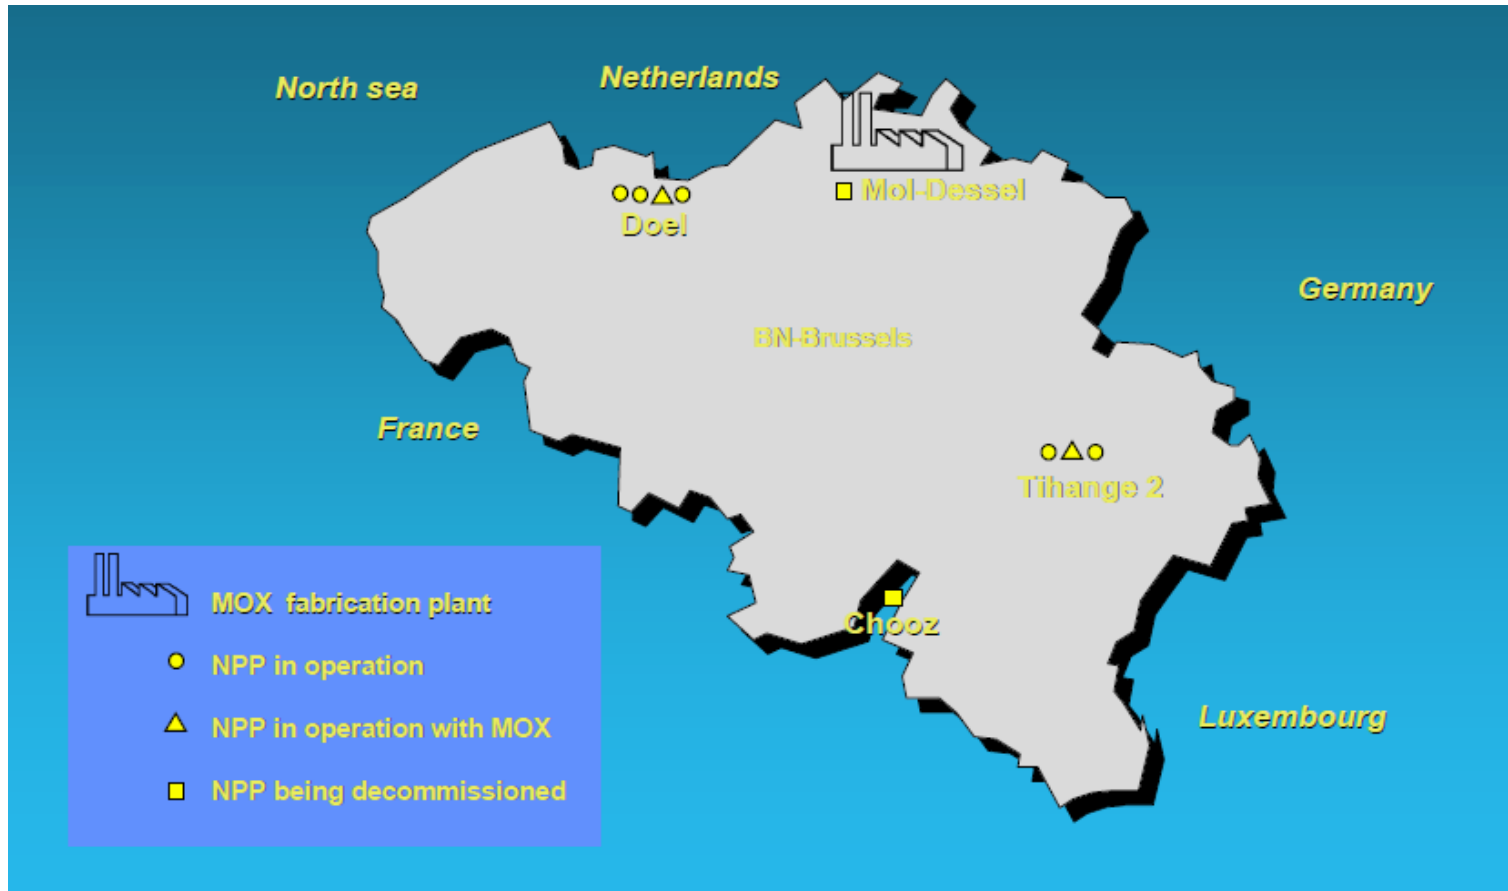 North sea
Netherlands
Mol-Dessel
Doel
Germany
BN-Brussels
France
Tihange 2
Chooz
Luxembourg
MOX fabrication plant
NPP in operation
NPP in operation with MOX
NPP being decommissioned